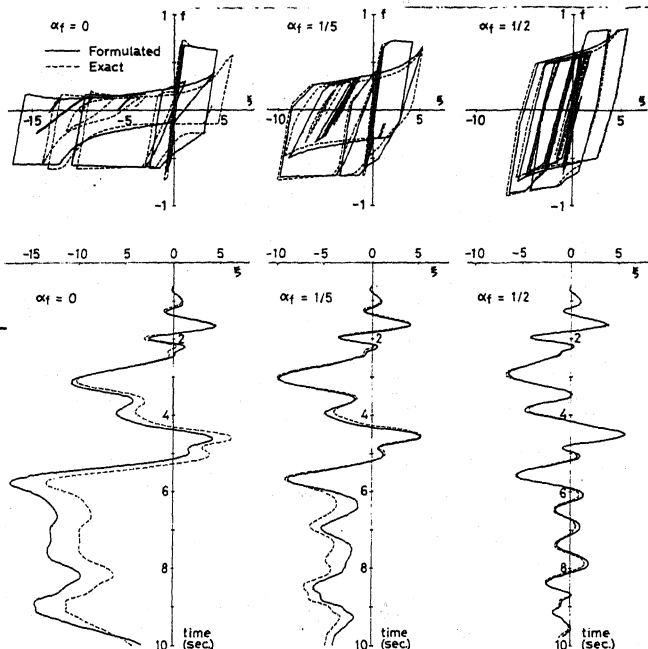 1 f
αf = 0
Formulated
Exact
-15
-5
5
ξ
-1
1 f
αf = 1/5
-10
5
ξ
-1
1 f
αf = 1/2
-10
-5
5
ξ
-1
-15 -10 -5 0 5
ξ
αf = 0
2
4
6
8
10
time
(sec.)
-10 -5 0 5
ξ
αf = 1/5
2
4
6
8
10
time
(sec.)
-10 -5 0 5
ξ
αf = 1/2
2
4
6
8
10
time
(sec.)